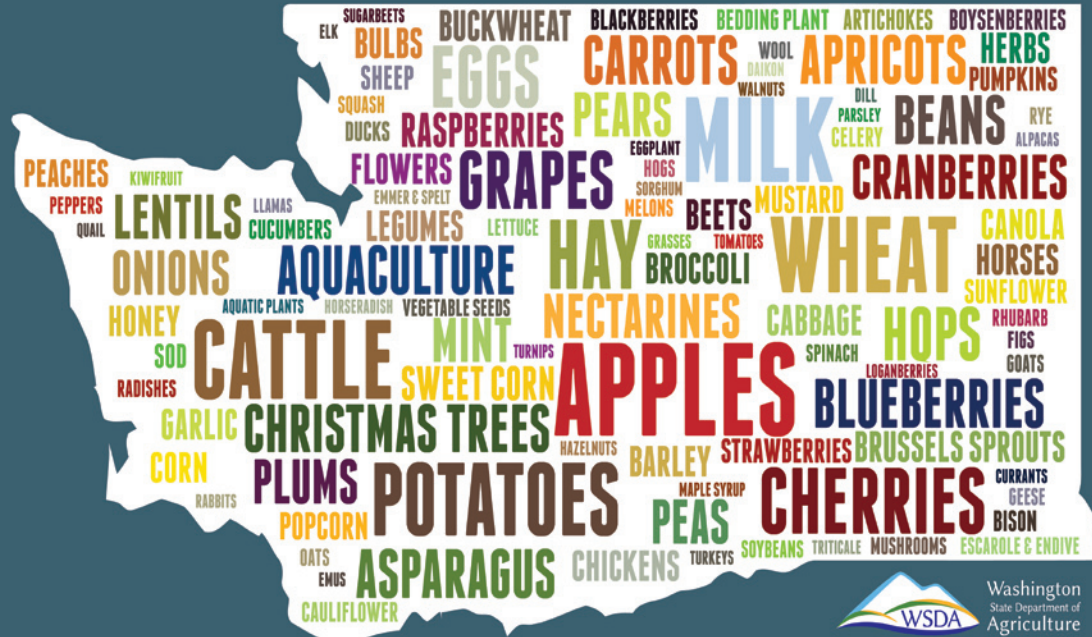 SUGARBEETS
ELK
BULBS
BUCKWHEAT
BLACKBERRIES
BEDDING PLANT
ARTICHOKES
BOYSENBERRIES
SHEEP
EGGS
CARROTS
WOOL
DAIKON
APRICOTS
HERBS
PUMPKINS
WALNUTS
SQUASH
DUCKS
RASPBERRIES
PEARS
MILK
DILL
PARSLEY
CELERY
BEANS
RYE
ALPACAS
PEACHES
KIWIFRUIT
FLOWERS
GRAPES
EGGPLANT
HOGS
SORGHUM
MELONS
CRANBERRIES
PEPPERS
QUAIL
LENTILS
LLAMAS
CUCUMBERS
EMMER & SPELT
LEGUMES
LETTUCE
HAY
GRASSES
BEETS
TOMATOES
MUSTARD
WHEAT
CANOLA
HORSES
ONIONS
AQUACULTURE
BROCCOLI
SUNFLOWER
HONEY
AQUATIC PLANTS
HORSERADISH
VEGETABLE SEEDS
NECTARINES
CABBAGE
HOPS
RHUBARB
FIGS
GOATS
SOD
CATTLE
MINT
TURNIPS
SPINACH
LOGANBERRIES
RADISHES
SWEET CORN
APPLES
BLUEBERRIES
GARLIC
CHRISTMAS TREES
HAZELNUTS
STRAWBERRIES
BRUSSELS SPROUTS
CORN
PLUMS
POTATOES
BARLEY
MAPLE SYRUP
CHERRIES
CURRANTS
GEESE
BISON
RABBITS
POPCORN
PEAS
OATS
EMUS
ASPARAGUS
CHICKENS
TURKEYS
SOYBEANS
TRITICALE
MUSHROOMS
ESCAROLE & ENDIVE
CAULIFLOWER
WSDA
Washington
State Department of
Agriculture